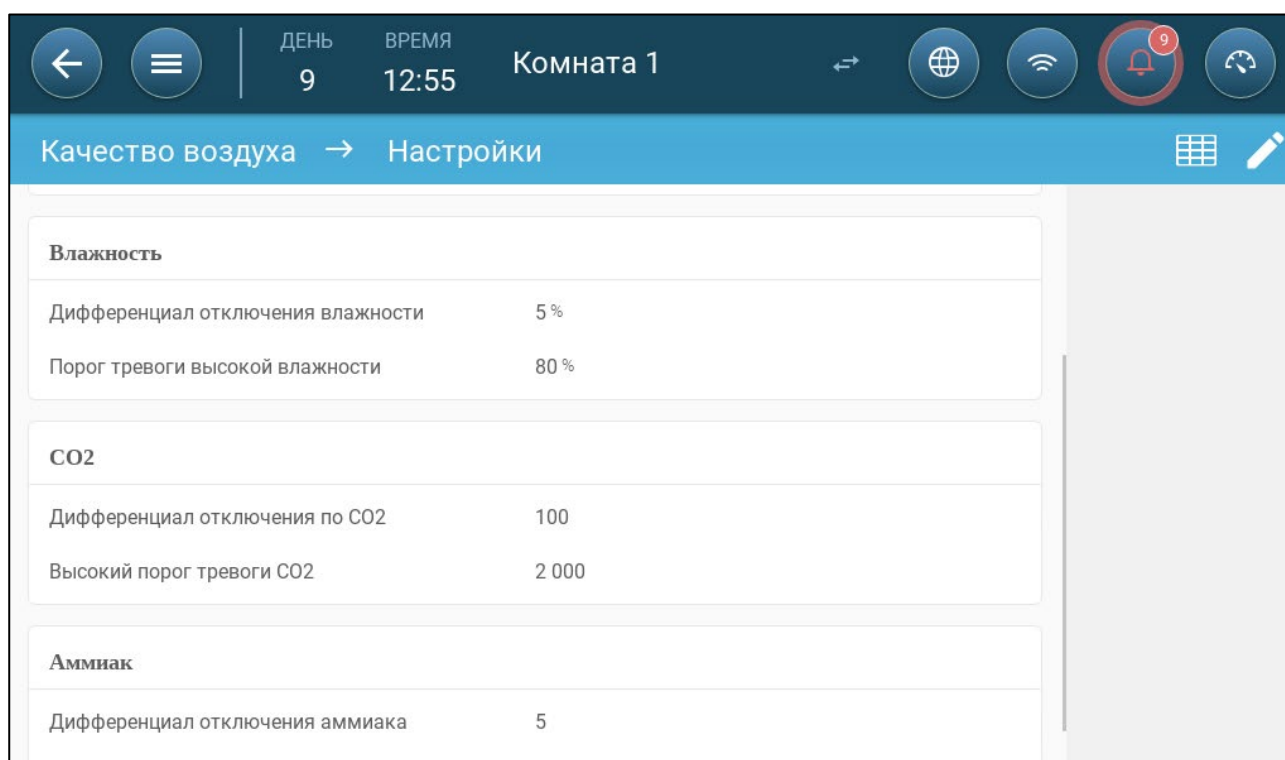 ДЕНЬ ВРЕМЯ
9 12:55 Комната 1 9
Качество воздуха → Настройки
Влажность
Дифференциал отключения влажности 5 %
Порог тревоги высокой влажности 80 %
CO2
Дифференциал отключения по CO2 100
Высокий порог тревоги CO2 2 000
Аммиак
Дифференциал отключения аммиака 5